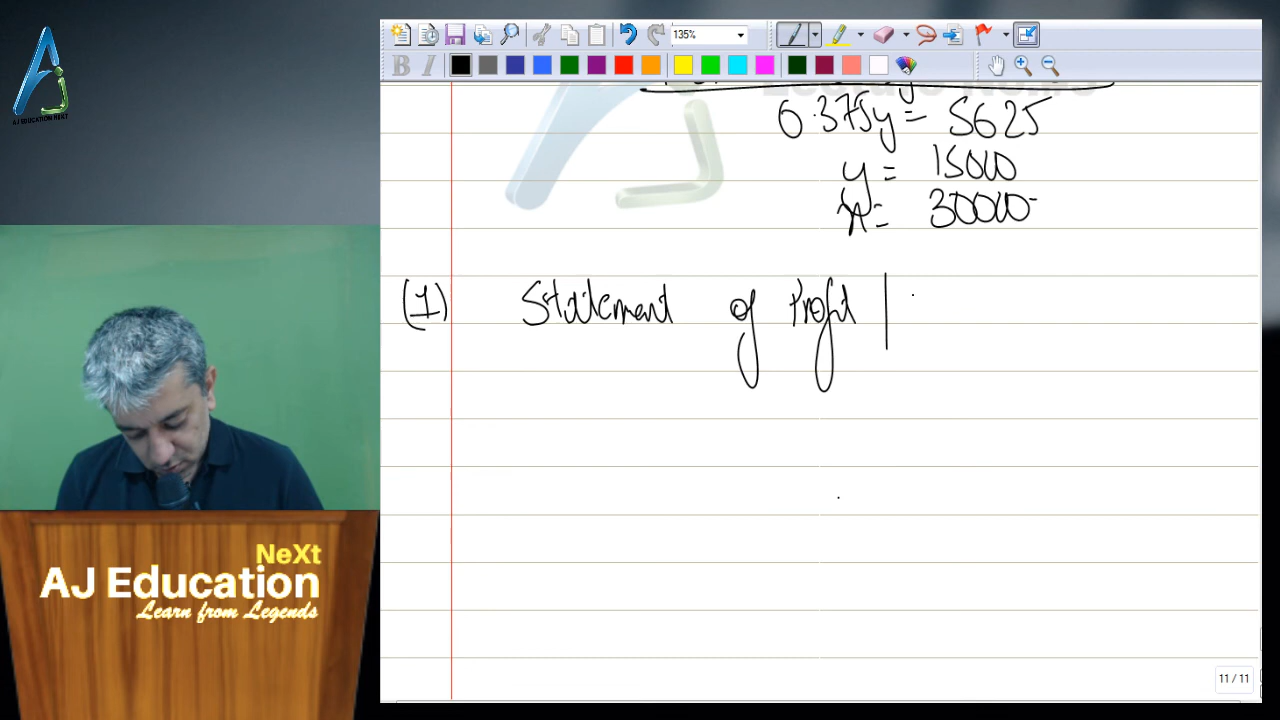 AJ EDUCATION NEXT
135%
B I
6.375y = 5625
y = 15000
x = 30000
(1) Statement of Profit |
NeXt
AJ Education
Learn from Legends
11 / 11